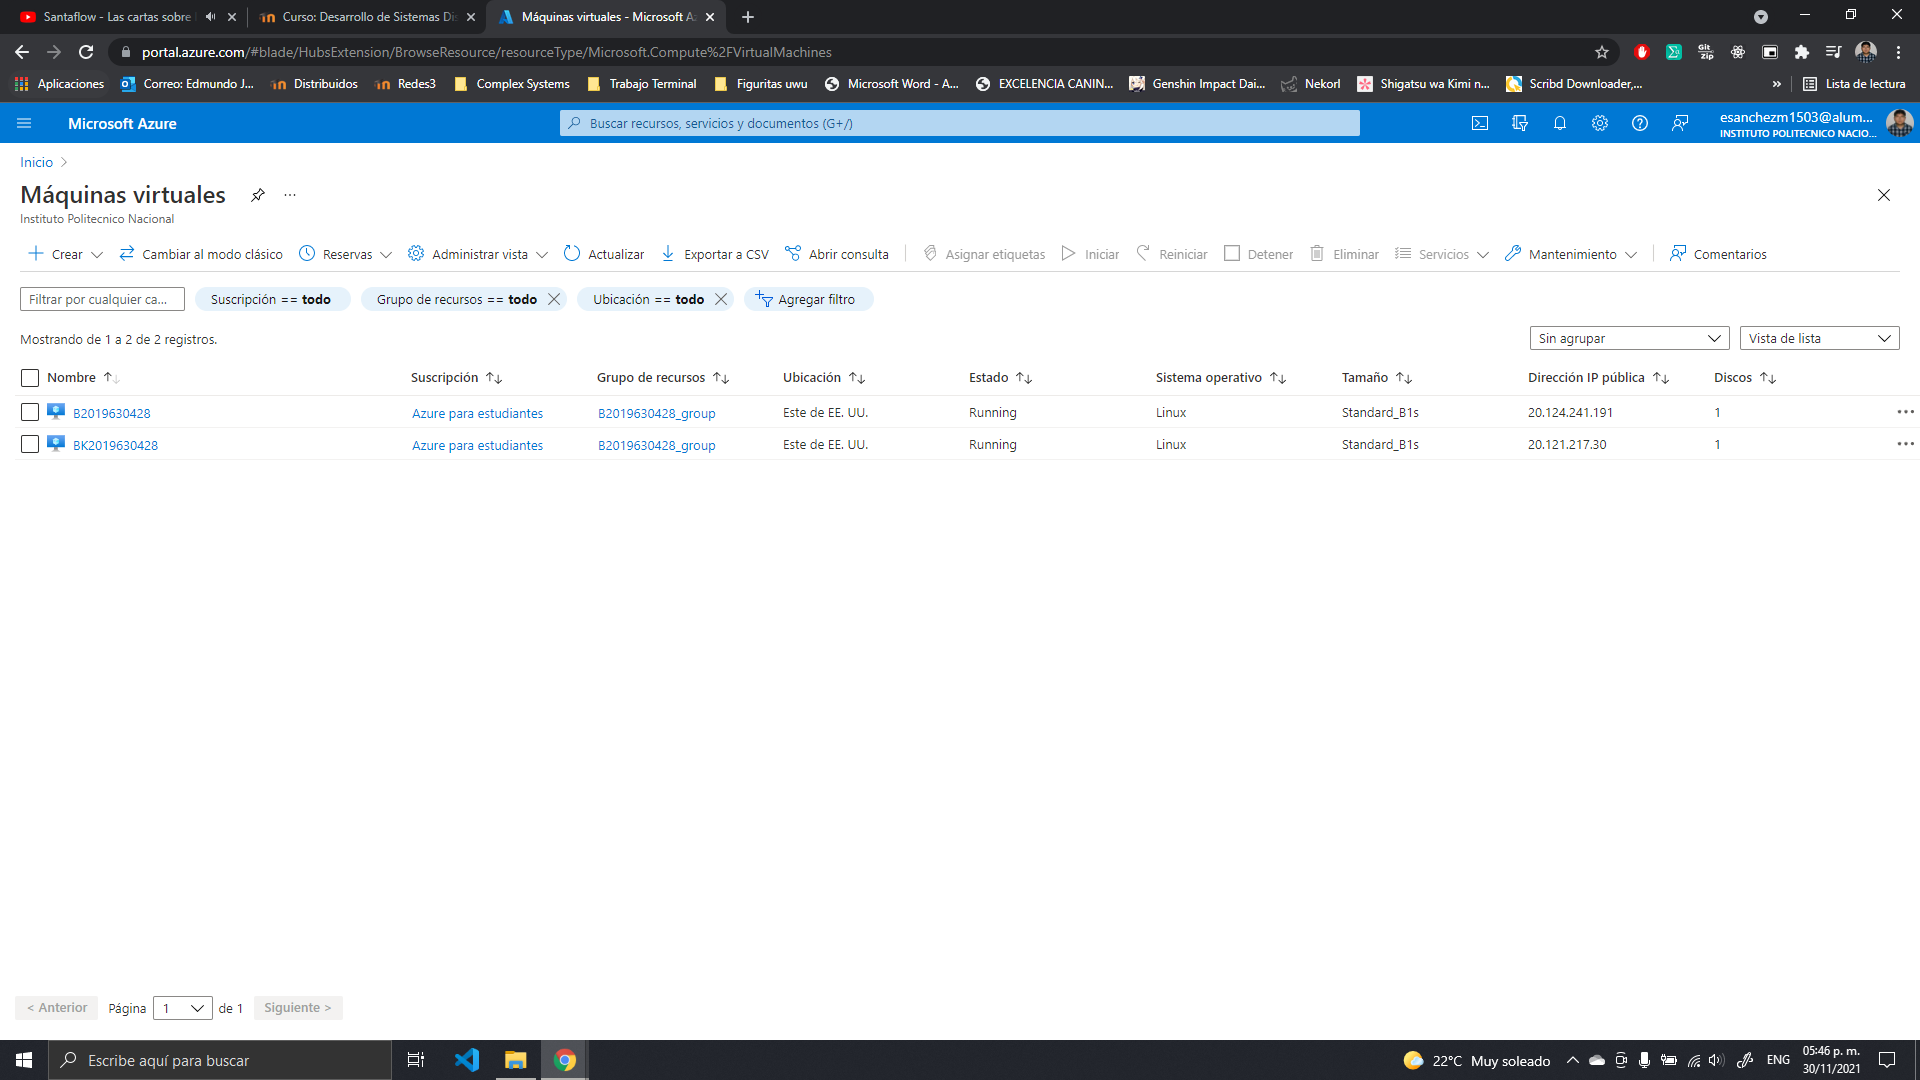 Santaflow - Las cartas sobre
Curso: Desarrollo de Sistemas Dis
Máquinas virtuales - Microsoft Az
portal.azure.com/#blade/HubsExtension/BrowseResource/resourceType/Microsoft.Compute%2FVirtualMachines
Aplicaciones
Correo: Edmundo J...
Distribuidos
Redes3
Complex Systems
Trabajo Terminal
Figuritas uwu
Microsoft Word - A...
EXCELENCIA CANIN...
Genshin Impact Dai...
Nekorl
Shigatsu wa Kimi n...
Scribd Downloader,...
»
Lista de lectura
Microsoft Azure
Buscar recursos, servicios y documentos (G+/)
esanchezm1503@alum...
INSTITUTO POLITECNICO NACIO...
Inicio >
Máquinas virtuales ...
Instituto Politecnico Nacional
Crear
Cambiar al modo clásico
Reservas
Administrar vista
Actualizar
Exportar a CSV
Abrir consulta
Asignar etiquetas
Iniciar
Reiniciar
Detener
Eliminar
Servicios
Mantenimiento
Comentarios
Filtrar por cualquier ca...
Suscripción == todo
Grupo de recursos == todo
Ubicación == todo
Agregar filtro
Mostrando de 1 a 2 de 2 registros.
Sin agrupar
Vista de lista
Nombre Suscripción Grupo de recursos Ubicación Estado Sistema operativo Tamaño Dirección IP pública Discos
B2019630428 Azure para estudiantes B2019630428_group Este de EE. UU. Running Linux Standard_B1s 20.124.241.191 1
BK2019630428 Azure para estudiantes B2019630428_group Este de EE. UU. Running Linux Standard_B1s 20.121.217.30 1
< Anterior Página 1 de 1 Siguiente >
Escribe aquí para buscar
22°C Muy soleado
ENG
05:46 p. m.
30/11/2021